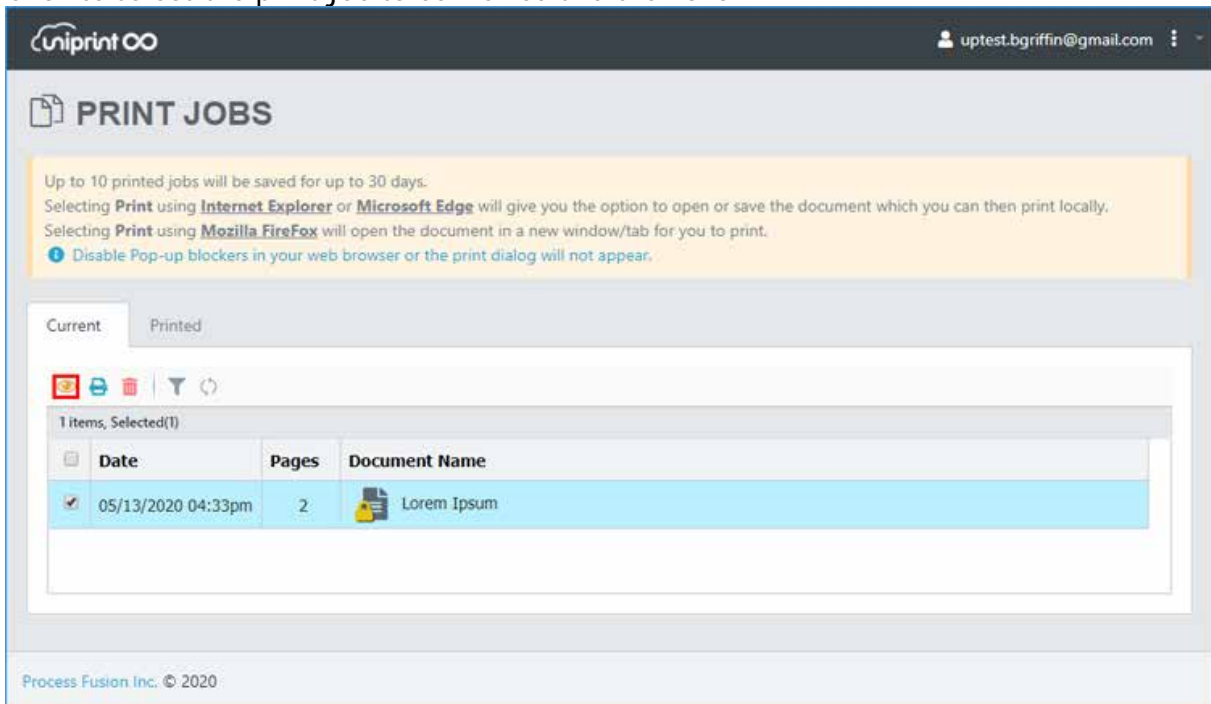 uniprint
uptest.bgriffin@gmail.com
PRINT JOBS
Up to 10 printed jobs will be saved for up to 30 days.
Selecting Print using Internet Explorer or Microsoft Edge will give you the option to open or save the document which you can then print locally.
Selecting Print using Mozilla FireFox will open the document in a new window/tab for you to print.
Disable Pop-up blockers in your web browser or the print dialog will not appear.
Current Printed
1 items, Selected(1)
Date Pages Document Name
05/13/2020 04:33pm 2 Lorem Ipsum
Process Fusion Inc. © 2020